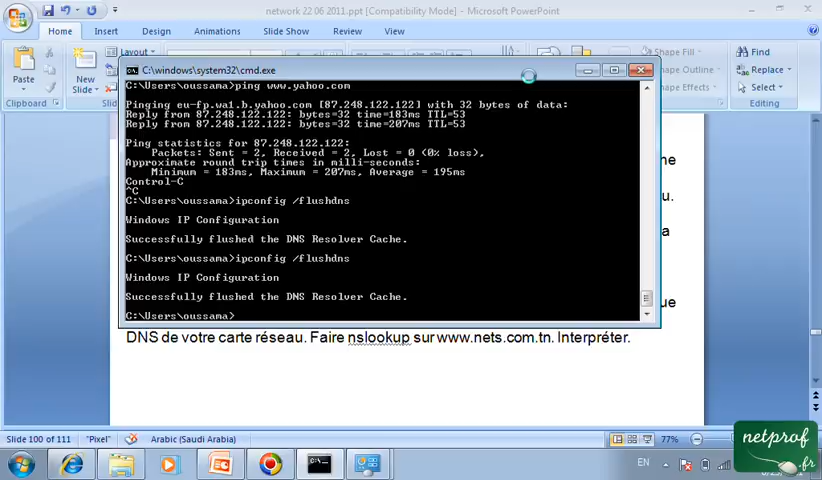 network 22 06 2011.ppt [Compatibility Mode] - Microsoft PowerPoint
Home Insert Design Animations Slide Show Review View
Paste
New
Slides
Layout
Shape Fill
Find
Replace
Select
C:\windows\system32\cmd.exe
C:\Users\oussama>ping www.yahoo.com
Pinging eu-fp.wa1.b.yahoo.com [87.248.122.122] with 32 bytes of data:
Reply from 87.248.122.122: bytes=32 time=183ms TTL=53
Reply from 87.248.122.122: bytes=32 time=207ms TTL=53
Ping statistics for 87.248.122.122:
Packets: Sent = 2, Received = 2, Lost = 0 (0% loss),
Approximate round trip times in milli-seconds:
Minimum = 183ms, Maximum = 207ms, Average = 195ms
Control-C
^C
C:\Users\oussama>ipconfig /flushdns
Windows IP Configuration
Successfully flushed the DNS Resolver Cache.
C:\Users\oussama>ipconfig /flushdns
Windows IP Configuration
Successfully flushed the DNS Resolver Cache.
C:\Users\oussama>
DNS de votre carte réseau. Faire nslookup sur www.nets.com.tn. Interpréter.
Slide 100 of 111 "Pixel" Arabic (Saudi Arabia) 77%
EN
netprof
.fr